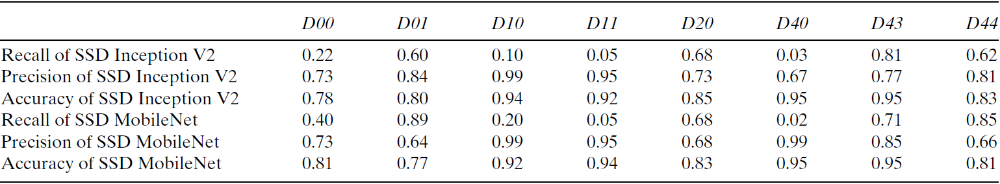 D00 D01 D10 D11 D20 D40 D43 D44
Recall of SSD Inception V2 0.22 0.60 0.10 0.05 0.68 0.03 0.81 0.62
Precision of SSD Inception V2 0.73 0.84 0.99 0.95 0.73 0.67 0.77 0.81
Accuracy of SSD Inception V2 0.78 0.80 0.94 0.92 0.85 0.95 0.95 0.83
Recall of SSD MobileNet 0.40 0.89 0.20 0.05 0.68 0.02 0.71 0.85
Precision of SSD MobileNet 0.73 0.64 0.99 0.95 0.68 0.99 0.85 0.66
Accuracy of SSD MobileNet 0.81 0.77 0.92 0.94 0.83 0.95 0.95 0.81